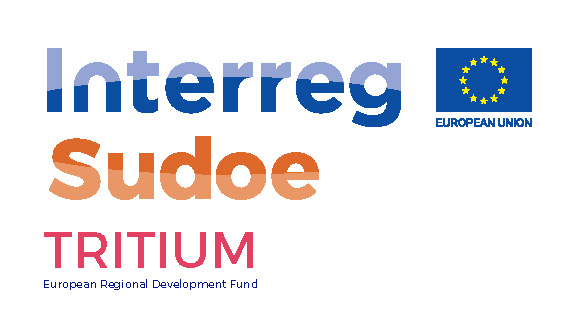 Interreg
EUROPEAN UNION
Sudoe
TRITIUM
European Regional Development Fund